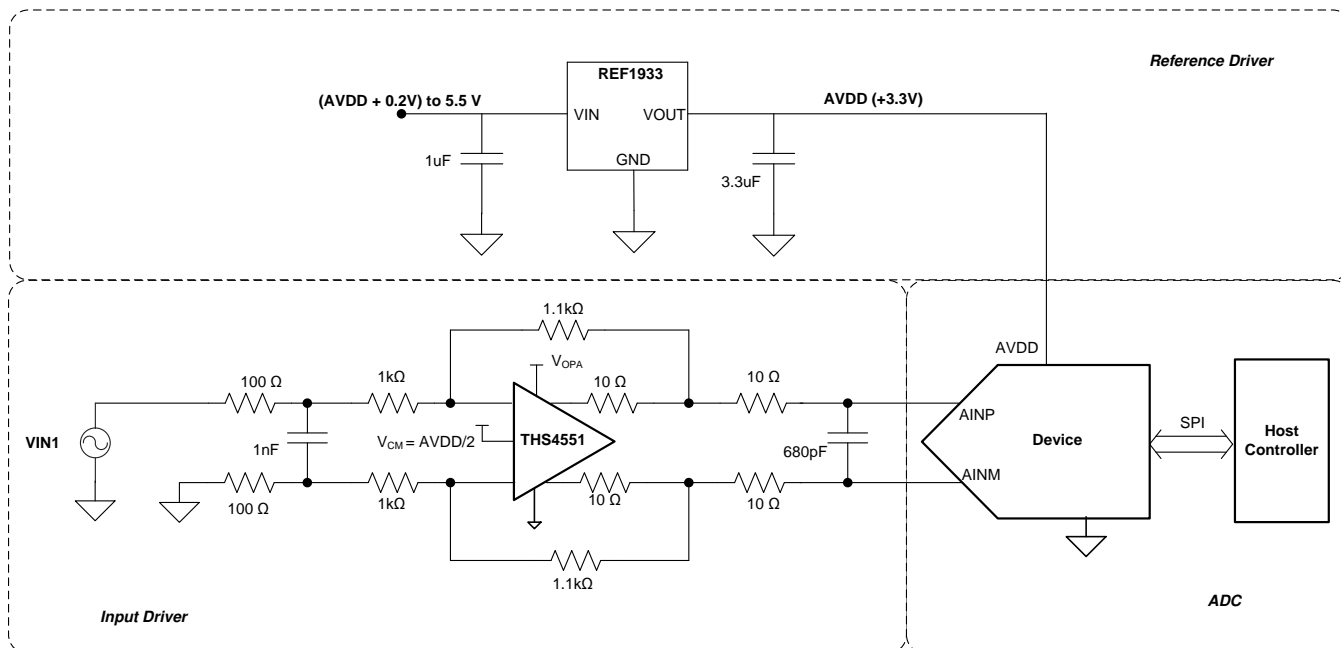 Reference Driver
REF1933
(AVDD + 0.2V) to 5.5 V
AVDD (+3.3V)
VIN
VOUT
GND
1uF
3.3uF
1.1kΩ
AVDD
VOPA
100 Ω
1kΩ
10 Ω
10 Ω
AINP
VIN1
1nF
VCM = AVDD/2
THS4551
680pF
Device
SPI
Host
Controller
AINM
100 Ω
1kΩ
10 Ω
10 Ω
1.1kΩ
Input Driver
ADC